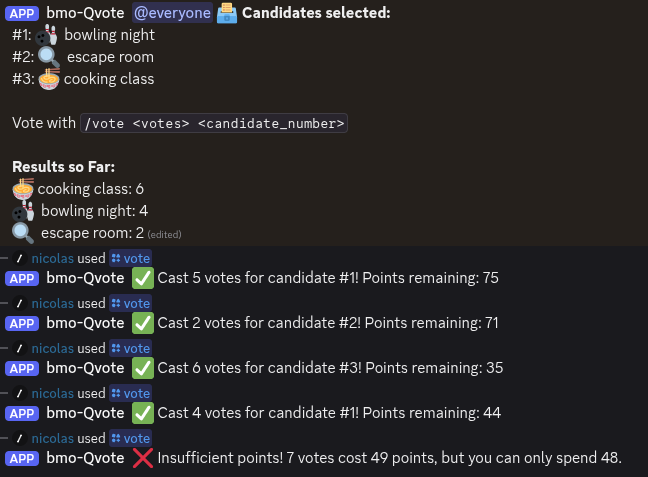 APP bmo-Qvote @everyone 🗳️ Candidates selected:
#1: 🎳 bowling night
#2: 🔍 escape room
#3: 🍜 cooking class
Vote with /vote <votes> <candidate_number>
Results so Far:
🍜 cooking class: 6
🎳 bowling night: 4
🔍 escape room: 2 (edited)
/ nicolas used vote
APP bmo-Qvote ✅ Cast 5 votes for candidate #1! Points remaining: 75
/ nicolas used vote
APP bmo-Qvote ✅ Cast 2 votes for candidate #2! Points remaining: 71
/ nicolas used vote
APP bmo-Qvote ✅ Cast 6 votes for candidate #3! Points remaining: 35
/ nicolas used vote
APP bmo-Qvote ✅ Cast 4 votes for candidate #1! Points remaining: 44
/ nicolas used vote
APP bmo-Qvote ❌ Insufficient points! 7 votes cost 49 points, but you can only spend 48.